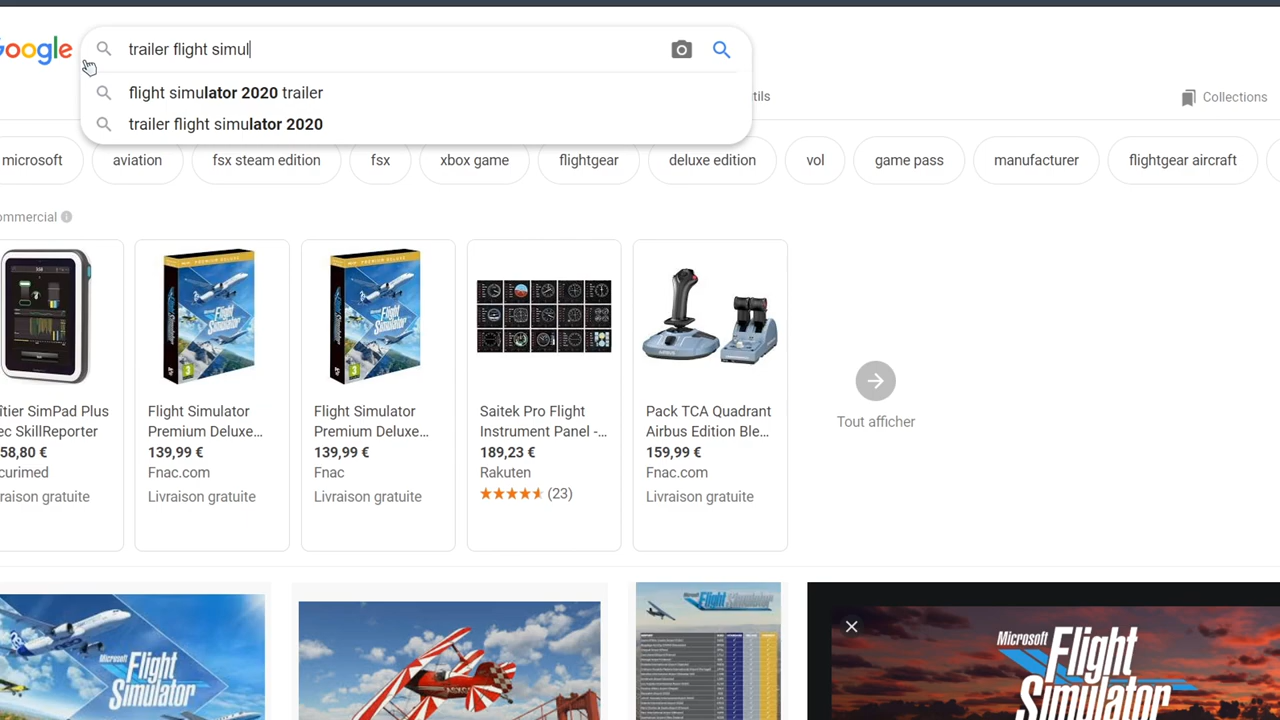 Google
trailer flight simul
flight simulator 2020 trailer
trailer flight simulator 2020
tils
Collections
microsoft
aviation
fsx steam edition
fsx
xbox game
flightgear
deluxe edition
vol
game pass
manufacturer
flightgear aircraft
ommercial
îtier SimPad Plus
ec SkillReporter
58,80 €
curimed
raison gratuite
Flight Simulator
Premium Deluxe...
139,99 €
Fnac.com
Livraison gratuite
Flight Simulator
Premium Deluxe...
139,99 €
Fnac
Livraison gratuite
Saitek Pro Flight
Instrument Panel -...
189,23 €
Rakuten
(23)
Pack TCA Quadrant
Airbus Edition Ble...
159,99 €
Fnac.com
Livraison gratuite
Tout afficher
Microsoft
Flight
Simulator
Flight Simulator
Microsoft Flight
Simulator